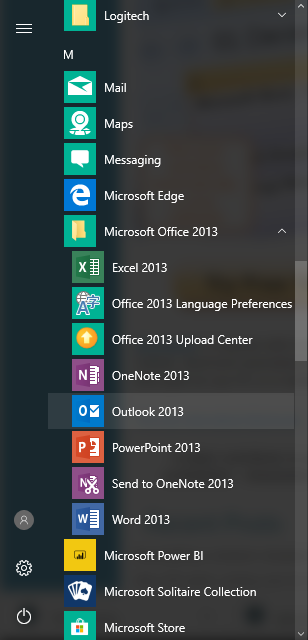 Logitech
M
Mail
Maps
Messaging
Microsoft Edge
Microsoft Office 2013
Excel 2013
Office 2013 Language Preferences
Office 2013 Upload Center
OneNote 2013
Outlook 2013
PowerPoint 2013
Send to OneNote 2013
Word 2013
Microsoft Power BI
Microsoft Solitaire Collection
Microsoft Store